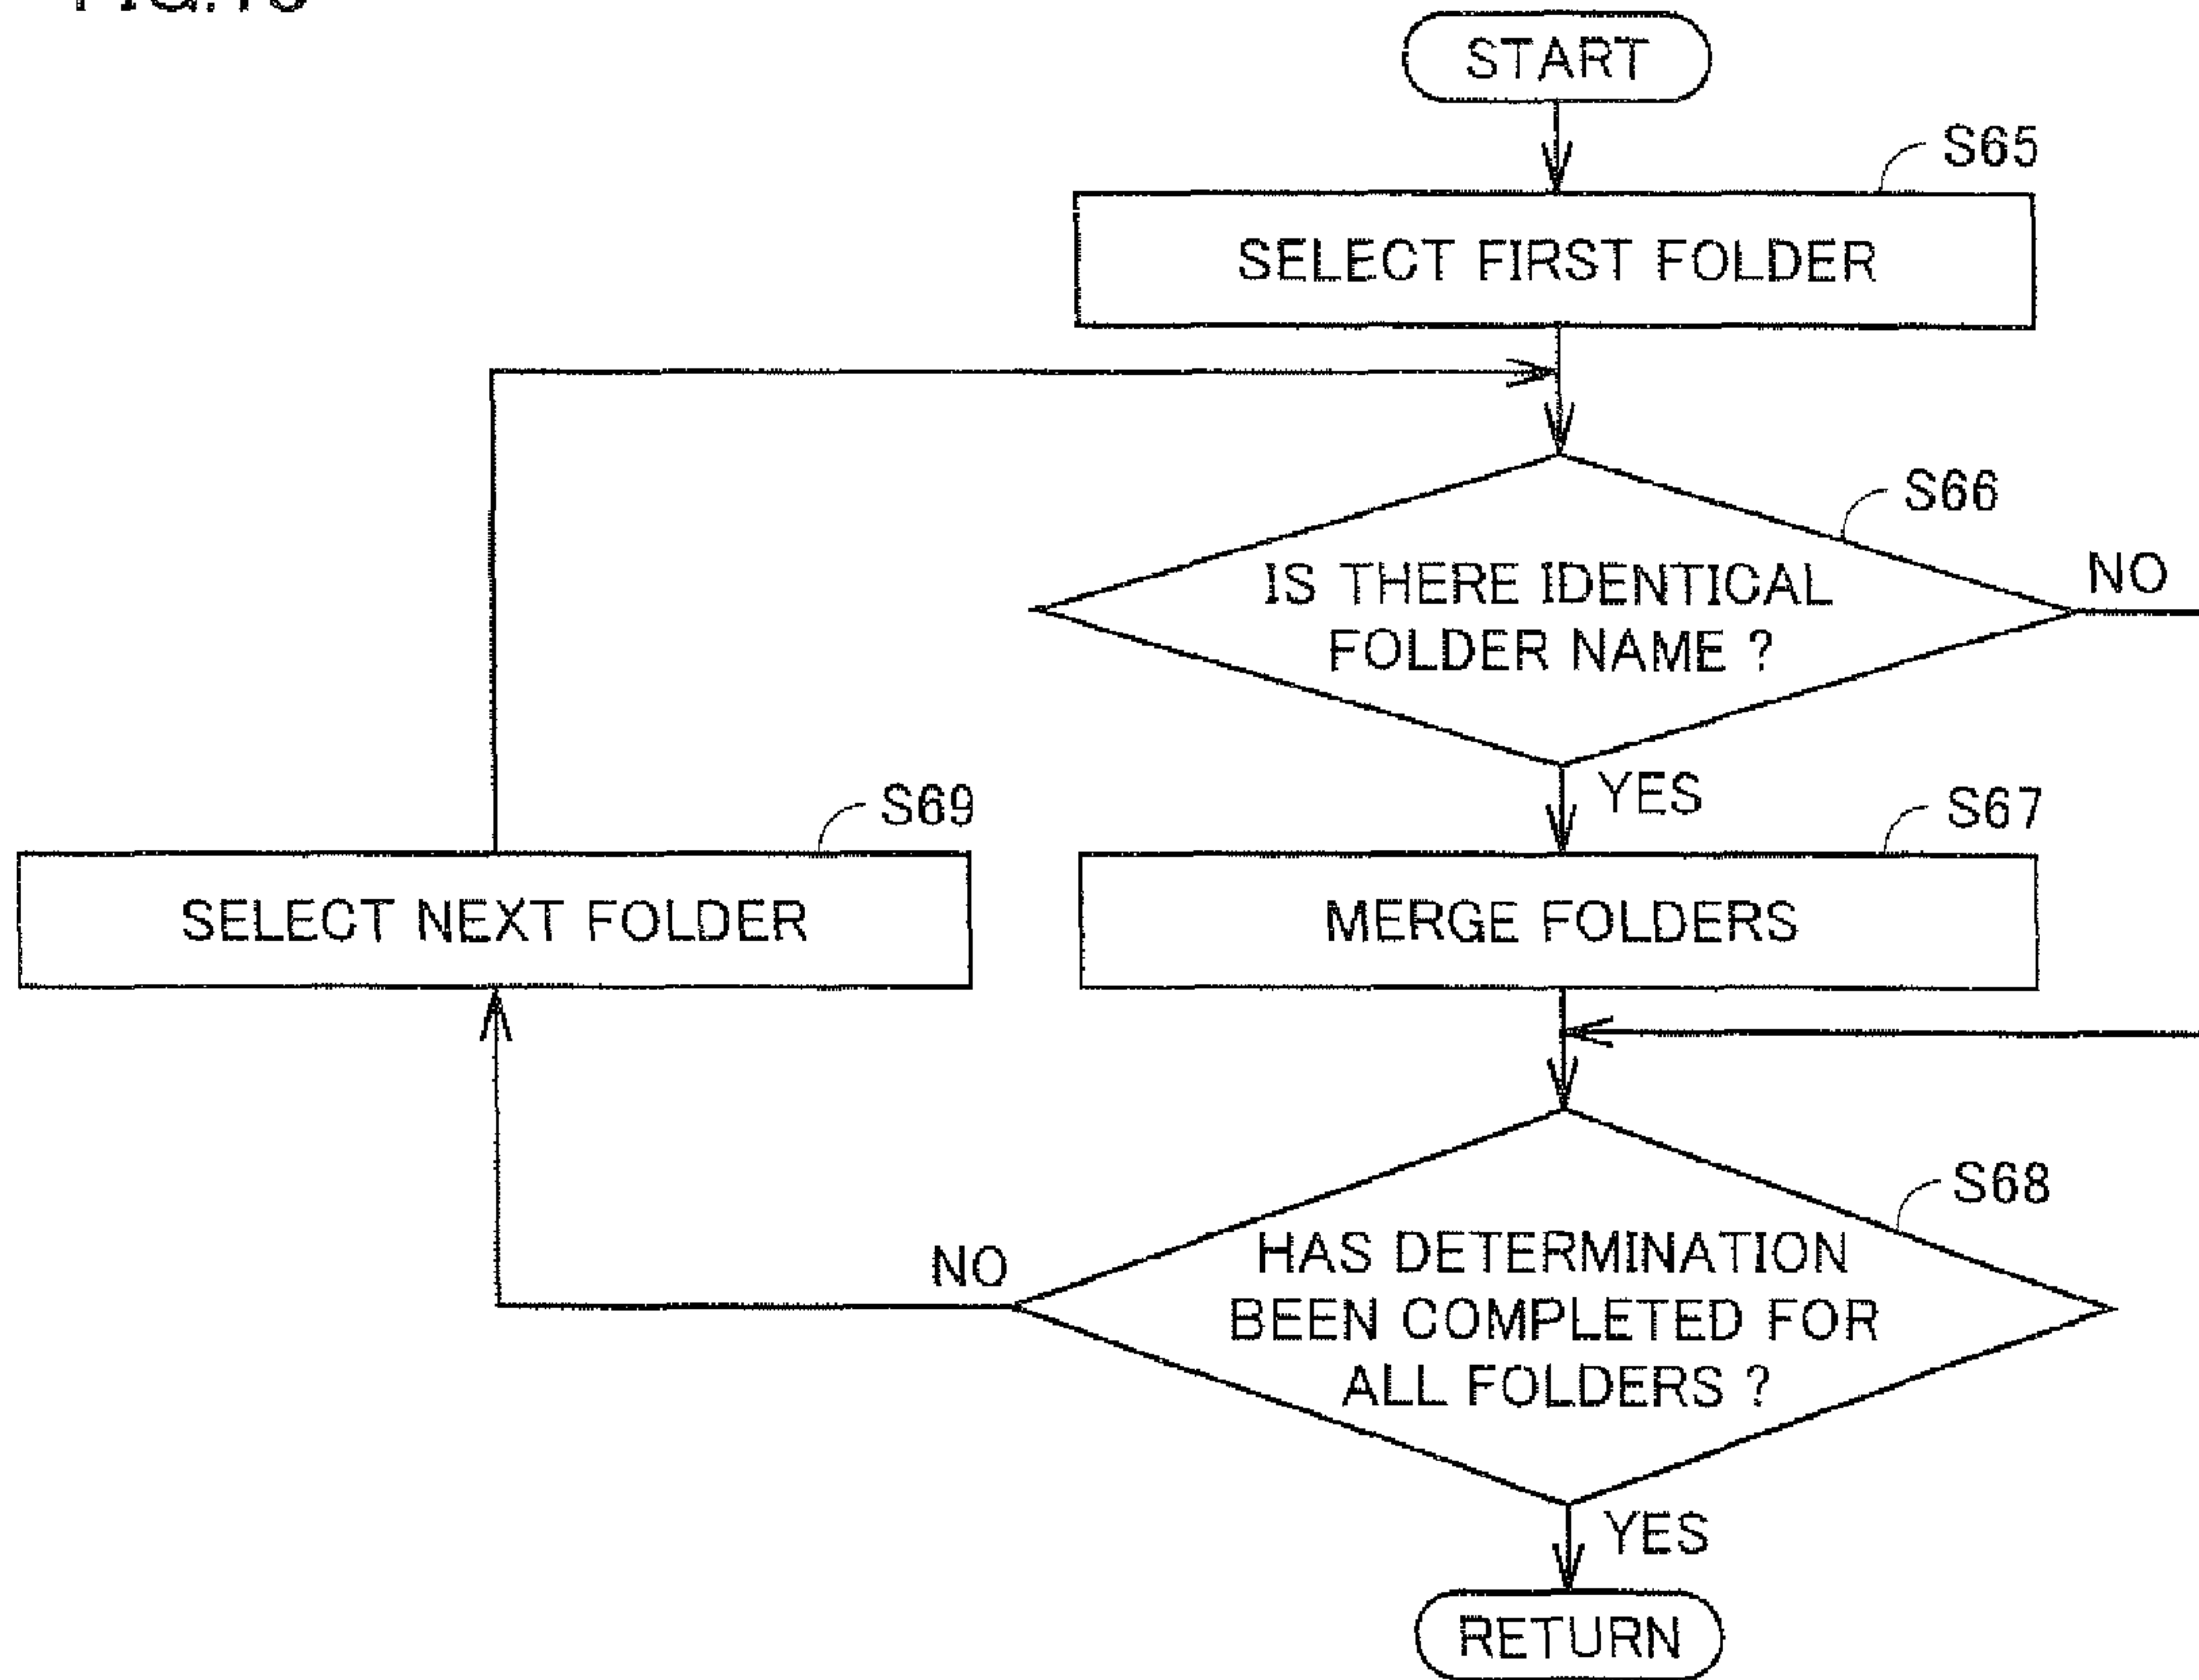 START
S65
SELECT FIRST FOLDER
S66
IS THERE IDENTICAL
FOLDER NAME ?
NO
YES
S69
SELECT NEXT FOLDER
S67
MERGE FOLDERS
S68
HAS DETERMINATION
BEEN COMPLETED FOR
ALL FOLDERS ?
NO
YES
RETURN